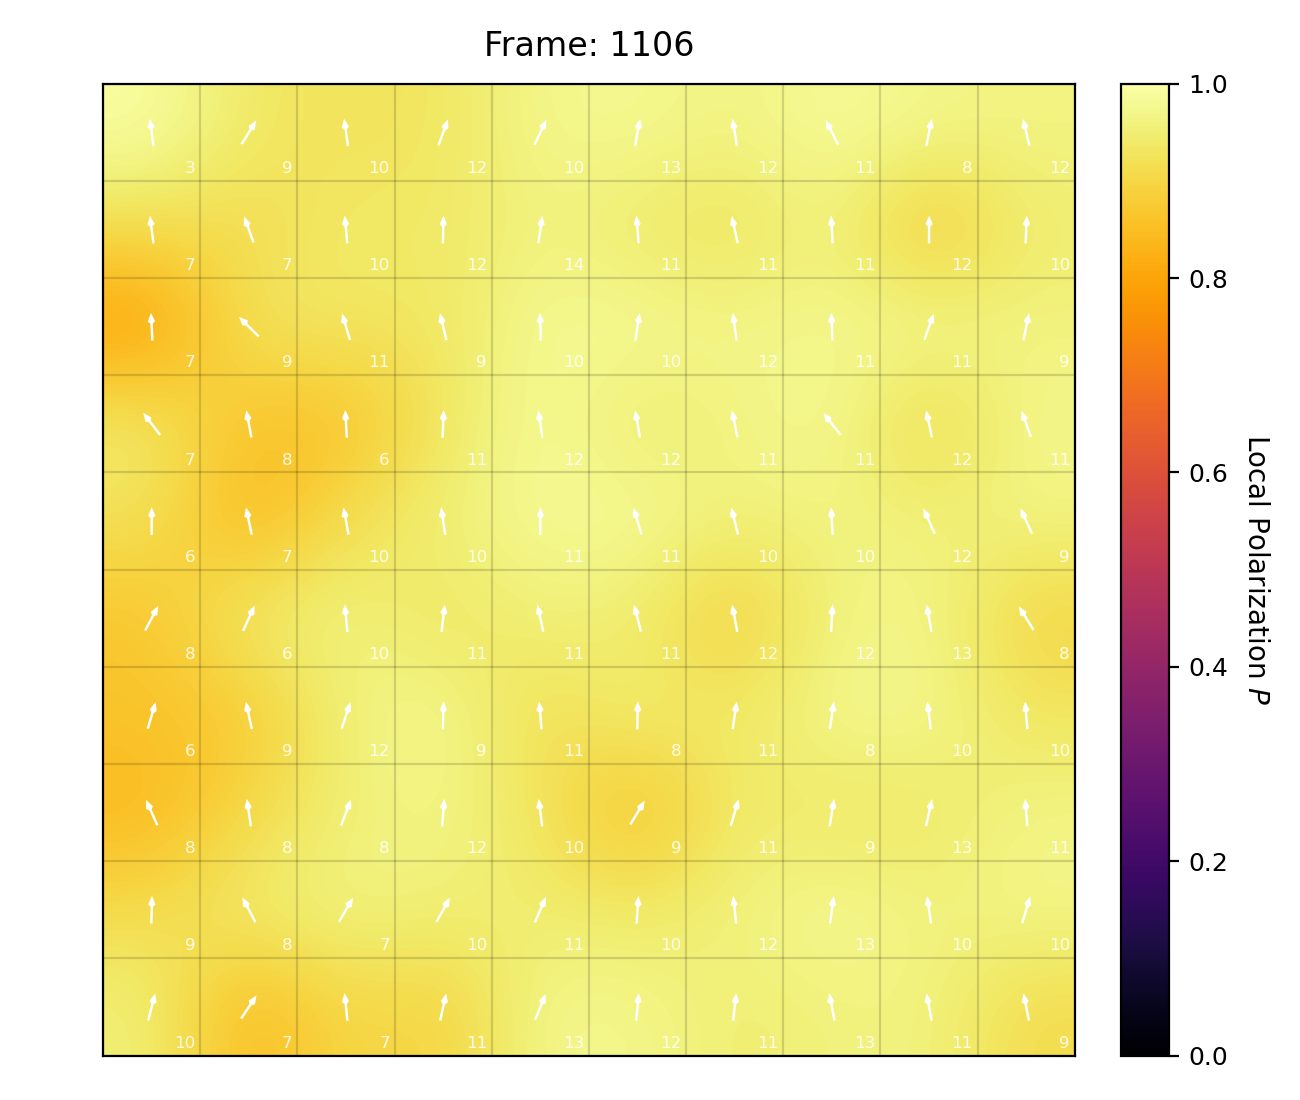 Frame: 1106
3 9 10 12 10 13 12 11 8 12
7 7 10 12 14 11 11 11 12 10
7 9 11 9 10 10 12 11 11 9
7 8 6 11 12 12 11 11 12 11
6 7 10 10 11 11 10 10 12 9
8 6 10 11 11 11 12 12 13 8
6 9 12 9 11 8 11 8 10 10
8 8 8 12 10 9 11 9 13 11
9 8 7 10 11 10 12 13 10 10
10 7 7 11 13 12 11 13 11 9
1.0
0.8
0.6
0.4
0.2
0.0
Local Polarization P